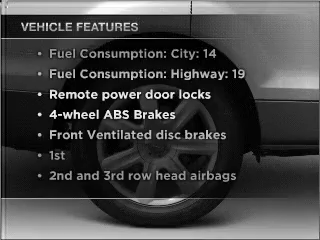 VEHICLE FEATURES
• Fuel Consumption: City: 14
• Fuel Consumption: Highway: 19
• Remote power door locks
• 4-wheel ABS Brakes
• Front Ventilated disc brakes
• 1st
• 2nd and 3rd row head airbags